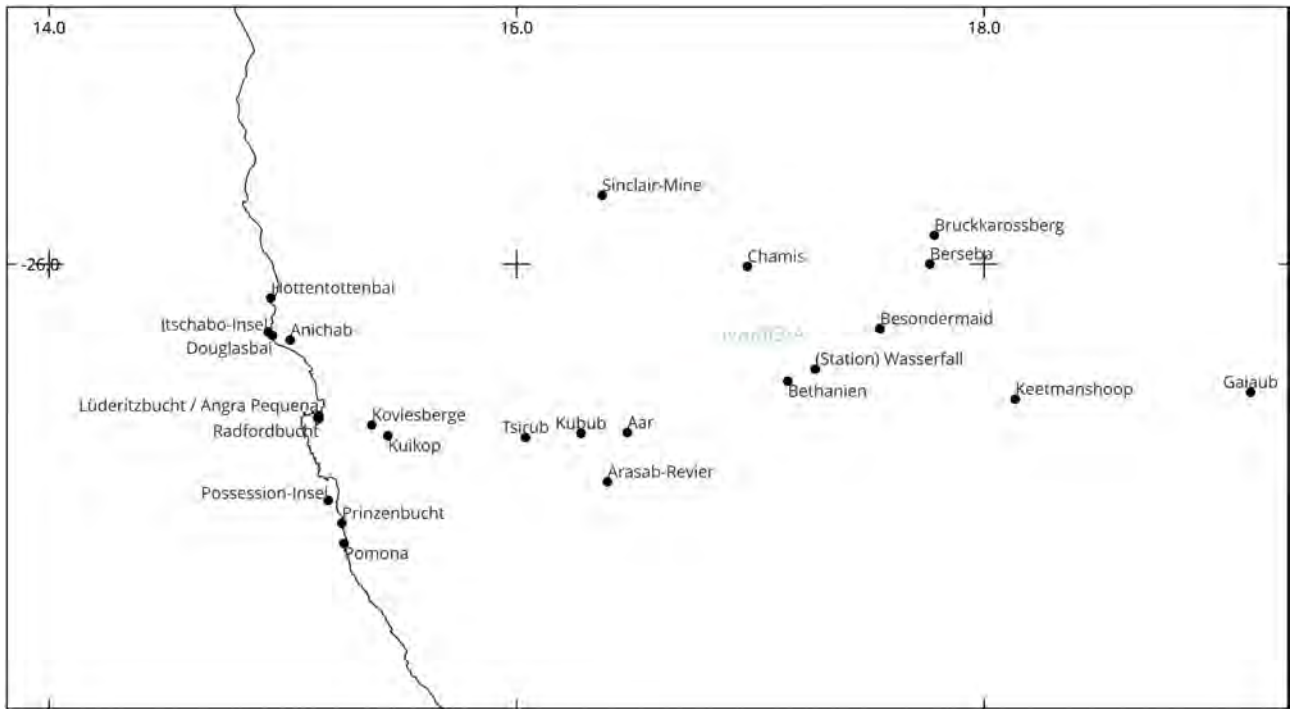 14.0
16.0
18.0
Sinclair-Mine
Bruckkarossberg
-26.0
Chamis
Berseba
Hottentottenbai
Itschabo-Insel
Anichab
Besondermaid
Douglasbai
(Station) Wasserfall
Bethanien
Keetmanshoop
Gaiaub
Lüderitzbucht / Angra Pequena
Koviesberge
Radfordbucht
Kuikop
Tsirub
Kubub
Aar
Arasab-Revier
Possession-Insel
Prinzenbucht
Pomona